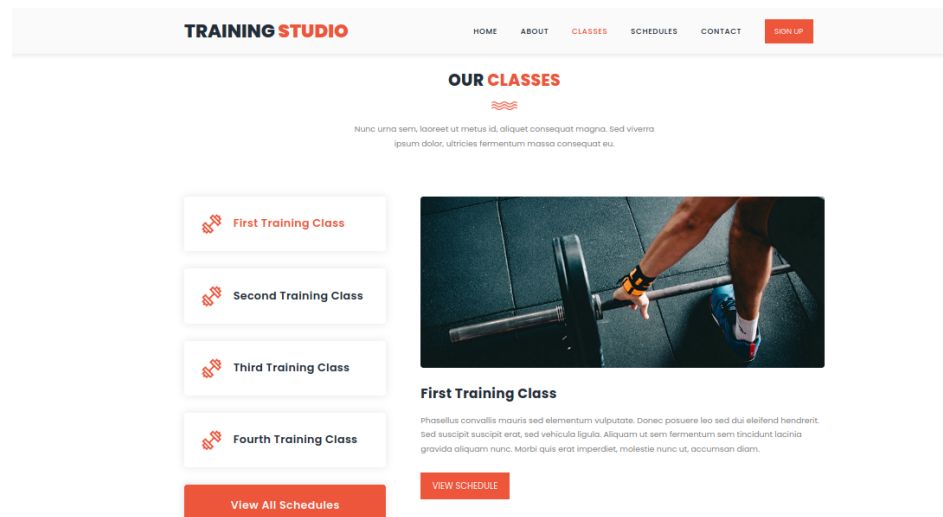 TRAINING STUDIO
HOME ABOUT CLASSES SCHEDULES CONTACT SIGN UP
OUR CLASSES
Nunc urna sem, laoreet ut metus id, aliquet consequat magna. Sed viverra
ipsum dolor, ultricies fermentum massa consequat eu.
First Training Class
Second Training Class
Third Training Class
Fourth Training Class
View All Schedules
First Training Class
Phasellus convallis mauris sed elementum vulputate. Donec posuere leo sed dui eleifend hendrerit.
Sed suscipit suscipit erat, sed vehicula ligula. Aliquam ut sem fermentum sem tincidunt lacinia
gravida aliquam nunc. Morbi quis erat imperdiet, molestie nunc ut, accumsan diam.
VIEW SCHEDULE